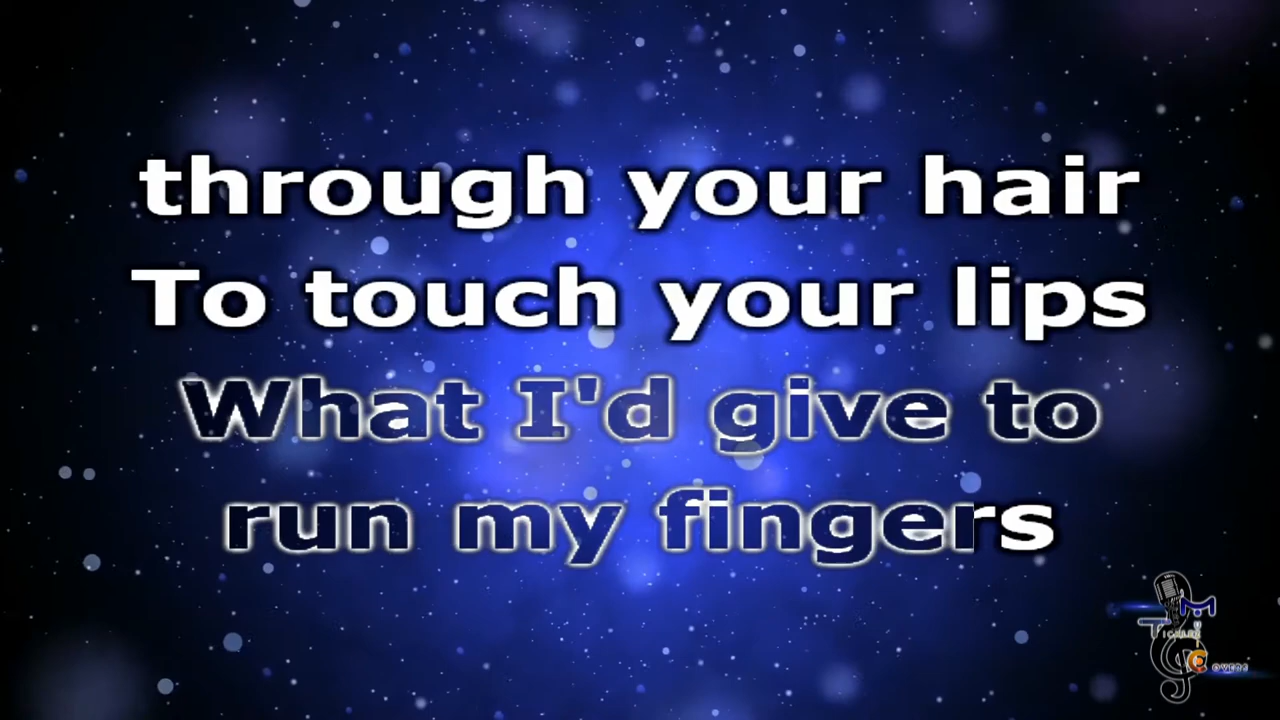 through your hair
To touch your lips
What I'd give to
run my fingers